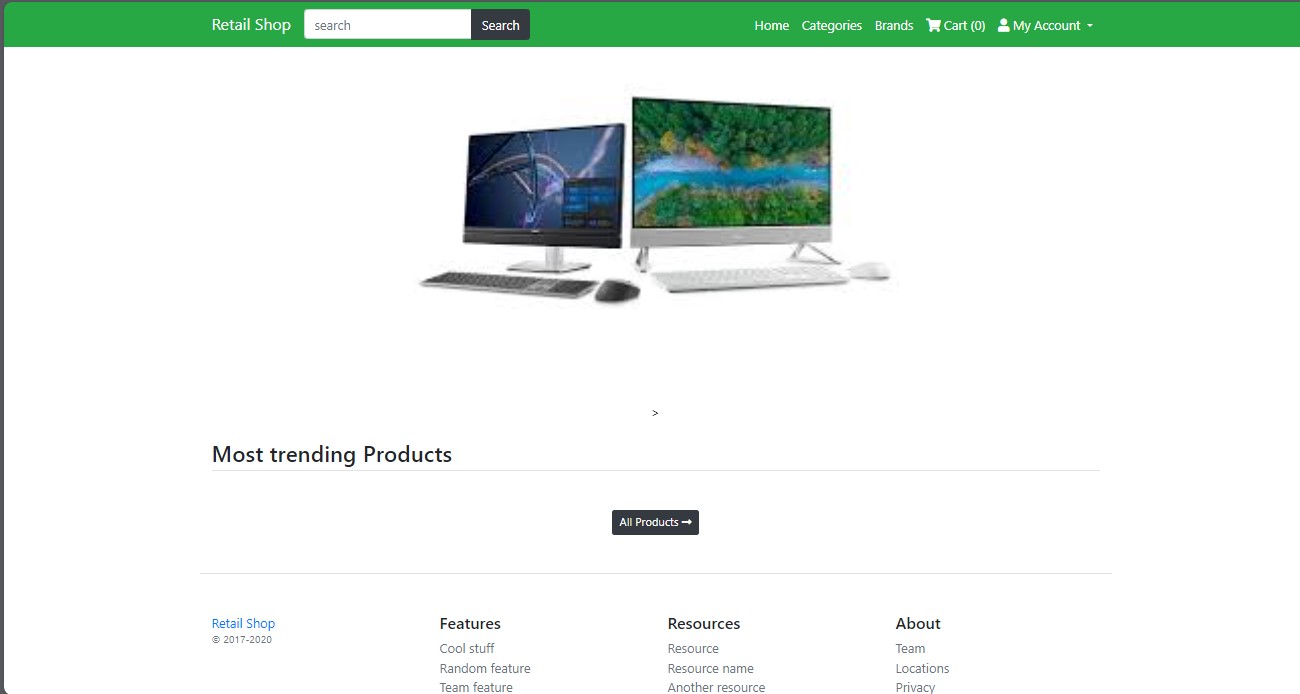 Retail Shop search Search Home Categories Brands Cart (0) My Account
>
Most trending Products
All Products
Retail Shop
© 2017-2020
Features
Cool stuff
Random feature
Team feature
Resources
Resource
Resource name
Another resource
About
Team
Locations
Privacy